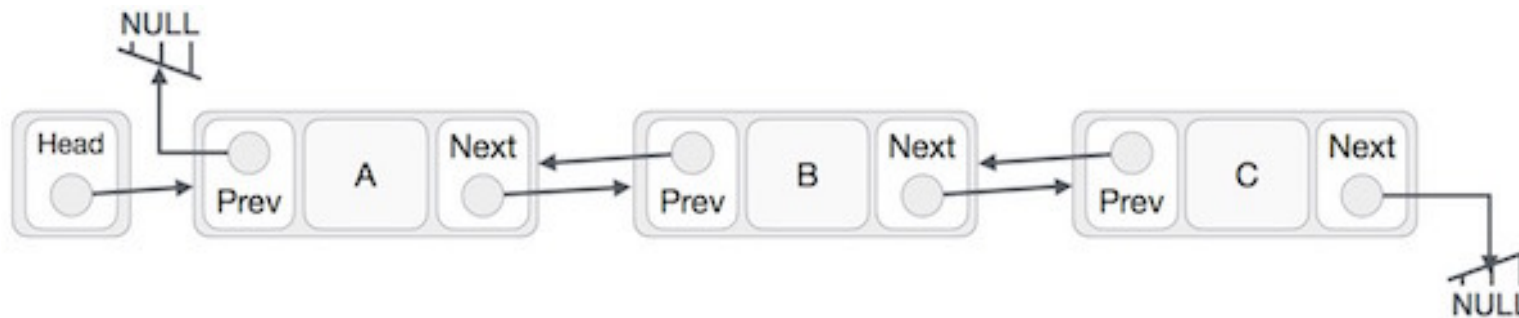 NULL
Head
Prev
A
Next
Prev
B
Next
Prev
C
Next
NULL